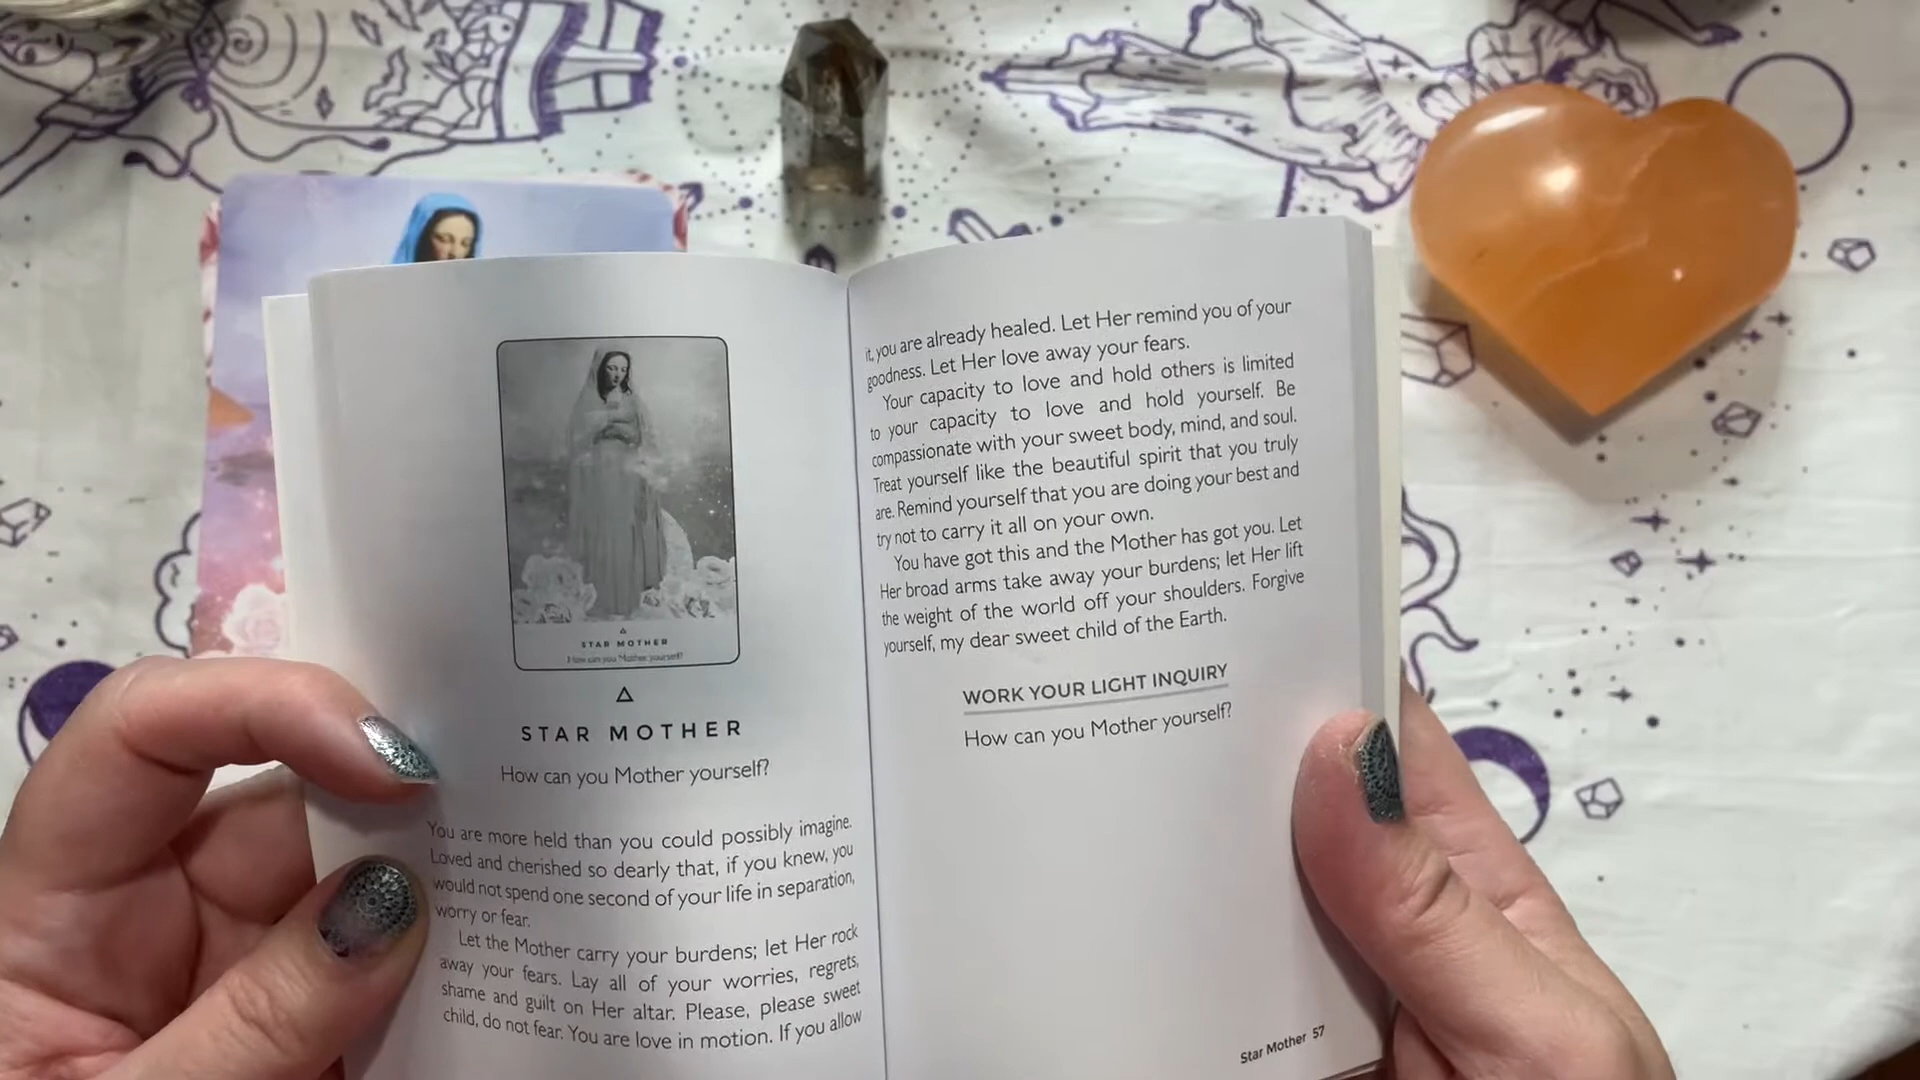 STAR MOTHER
How can you Mother yourself?
STAR MOTHER
How can you Mother yourself?
You are more held than you could possibly imagine.
Loved and cherished so dearly that, if you knew, you
would not spend one second of your life in separation,
worry or fear.
Let the Mother carry your burdens; let Her rock
away your fears. Lay all of your worries, regrets,
shame and guilt on Her altar. Please, please sweet
child, do not fear. You are love in motion. If you allow
it, you are already healed. Let Her remind you of your
goodness. Let Her love away your fears.
Your capacity to love and hold others is limited
to your capacity to love and hold yourself. Be
compassionate with your sweet body, mind, and soul.
Treat yourself like the beautiful spirit that you truly
are. Remind yourself that you are doing your best and
try not to carry it all on your own.
You have got this and the Mother has got you. Let
Her broad arms take away your burdens; let Her lift
the weight of the world off your shoulders. Forgive
yourself, my dear sweet child of the Earth.
WORK YOUR LIGHT INQUIRY
How can you Mother yourself?
Star Mother 57